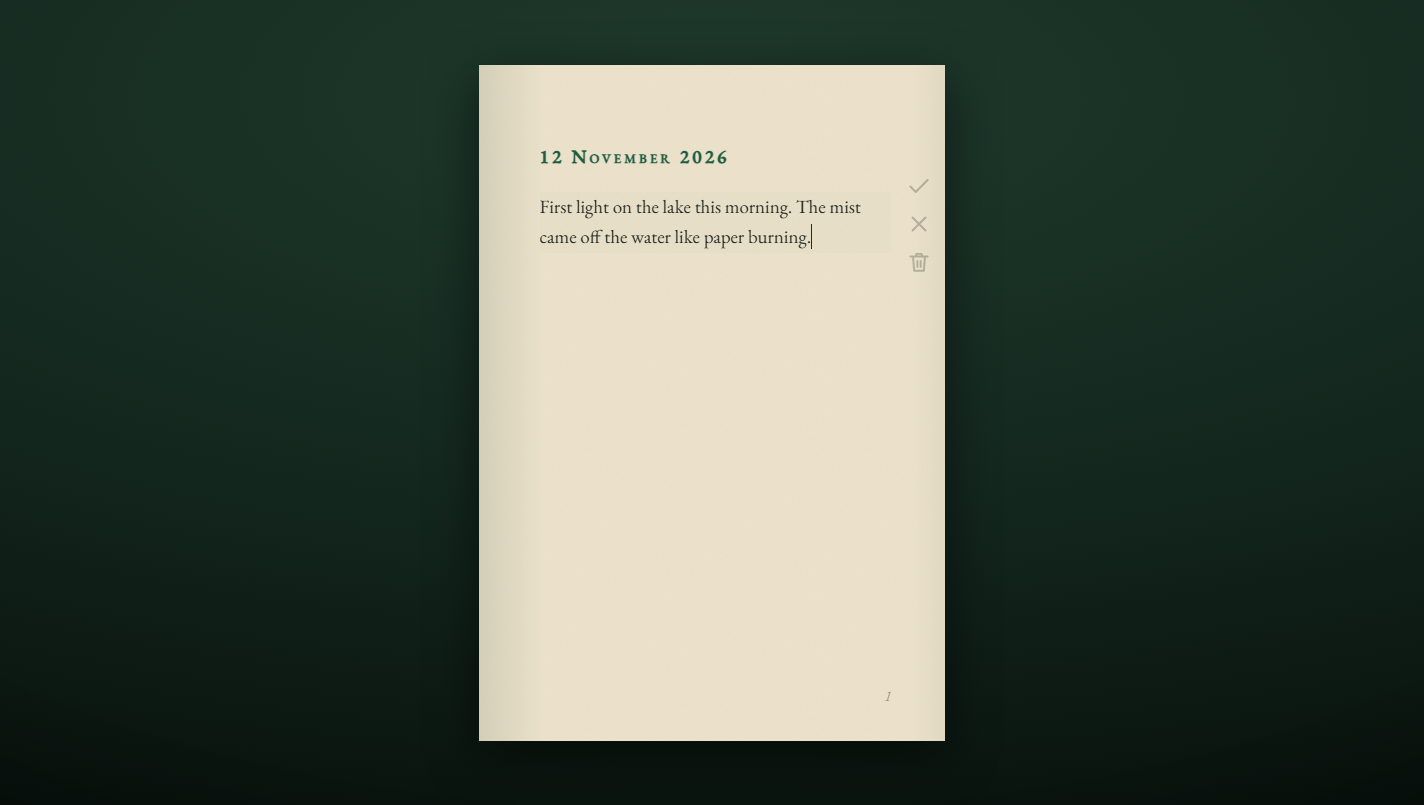 12 November 2026
First light on the lake this morning. The mist
came off the water like paper burning.
1